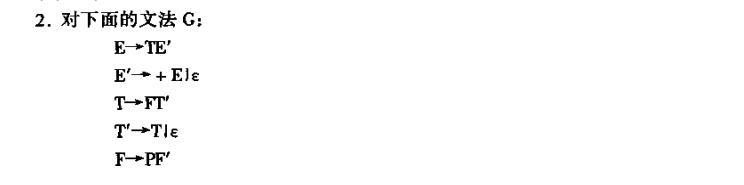 2. 对下面的文法 G:
E→TE′
E′→ + E|ε
T→FT′
T′→T|ε
F→PF′